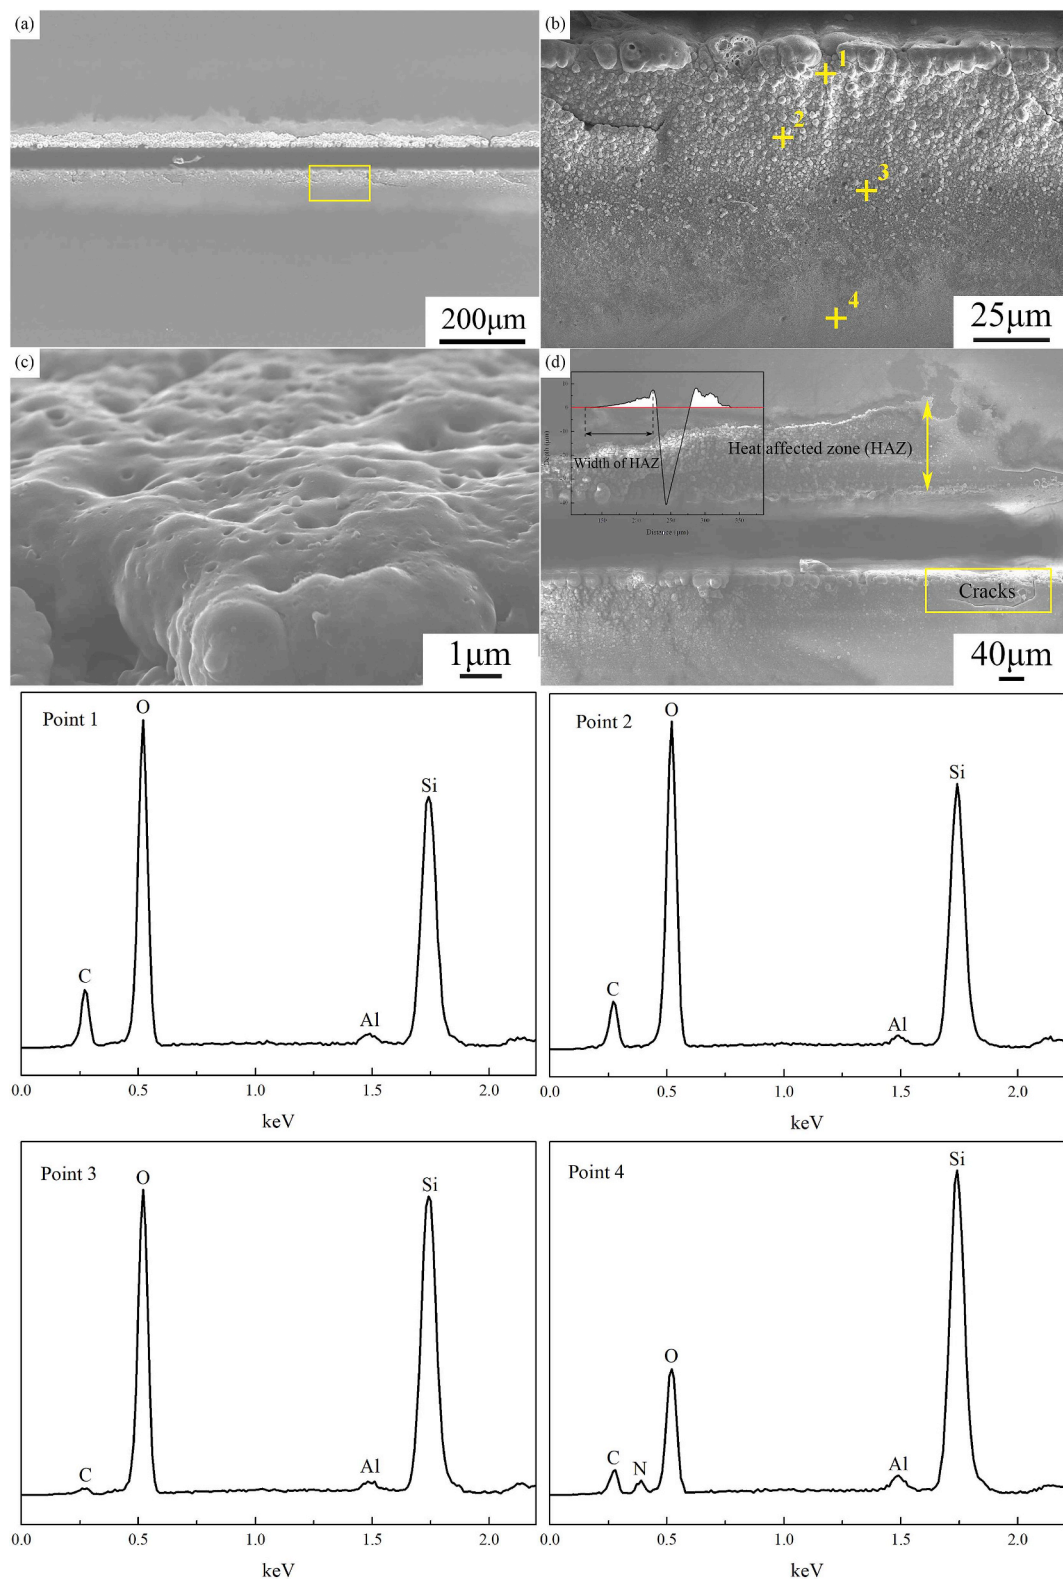 (a)
200μm
(b)
1
2
3
4
25μm
(c)
1μm
(d)
Width of HAZ
Distance (μm)
Heat affected zone (HAZ)
Cracks
40μm
Point 1
C
O
Al
Si
0.0 0.5 1.0 1.5 2.0
keV
Point 2
C
O
Al
Si
0.0 0.5 1.0 1.5 2.0
keV
Point 3
C
O
Al
Si
0.0 0.5 1.0 1.5 2.0
keV
Point 4
C
N
O
Al
Si
0.0 0.5 1.0 1.5 2.0
keV